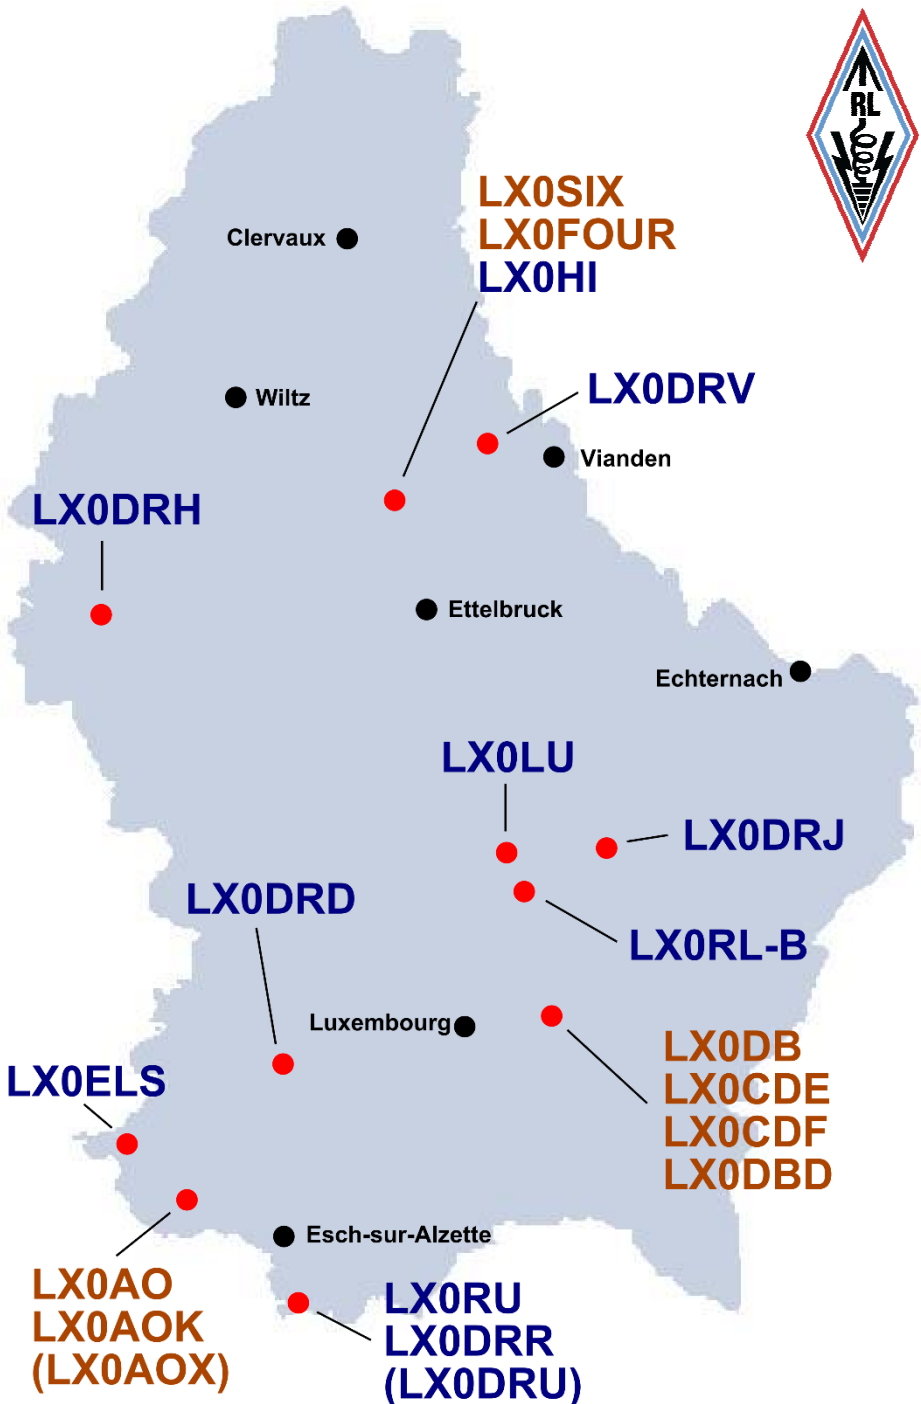 RL
LX0SIX
LX0FOUR
LX0HI
Clervaux
LX0DRV
Wiltz
Vianden
LX0DRH
Ettelbruck
Echternach
LX0LU
LX0DRJ
LX0DRD
LX0RL-B
Luxembourg
LX0DB
LX0CDE
LX0CDF
LX0DBD
LX0ELS
Esch-sur-Alzette
LX0AO
LX0AOK
(LX0AOX)
LX0RU
LX0DRR
(LX0DRU)